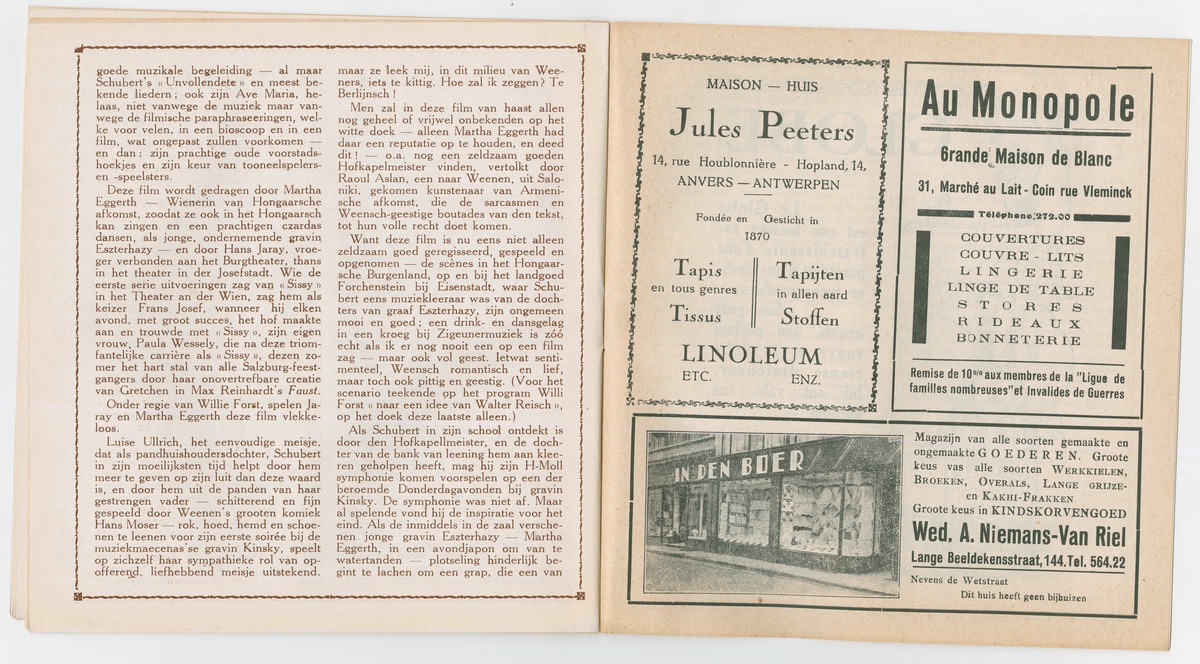 goede muzikale begeleiding — al maar
Schubert's « Unvollendete » en meest be-
kende liedern ; ook zijn Ave Maria, he-
laas, niet vanwege de muziek maar van-
wege de filmische paraphraseeringen, wel-
ke voor velen, in een bioscoop en in een
film, wat ongepast zullen voorkomen —
en dan : zijn prachtige oude voorstads-
hoekjes en zijn keur van tooneelspelers-
en -speelsters.
Deze film wordt gedragen door Martha
Eggerth — Wienerin van Hongaarsche
afkomst, zoodat ze ook in het Hongaarsch
kan zingen en een prachtigen czardas
dansen, als jonge, ondernemende gravin
Eszterhazy — en door Hans Jaray, vroe-
ger verbonden aan het Burgtheater, thans
in het theater in der Josefstadt. Wie de
eerste serie uitvoeringen zag van « Sissy »
in het Theater an der Wien, zag hem als
keizer Frans Josef, wanneer hij elken
avond, met groot succes, het hof maakte
aan en trouwde met « Sissy », zijn eigen
vrouw, Paula Wessely, die na deze triom-
fantelijke carrière als « Sissy », dezen zo-
mer het hart stal van alle Salzburg-feest-
gangers door haar onovertrefbare creatie
van Gretchen in Max Reinhardt's Faust.
Onder regie van Willie Forst, spelen Ja-
ray en Martha Eggerth deze film vlekke-
loos.
Luise Ullrich, het eenvoudige meisje,
dat als pandhuishoudersdochter, Schubert
in zijn moeilijksten tijd helpt door hem
meer te geven op zijn luit dan deze waard
is, en door hem uit de panden van haar
gestrengen vader — schitterend en fijn
gespeeld door Weenen's grooten komiek
Hans Moser — rok, hoed, hemd en schoe-
nen te leenen voor zijn eerste soirée bij de
muziekmaecenas'se gravin Kinsky, speelt
op zichzelf haar sympathieke rol van op-
offerend, liefhebbend meisje uitstekend.
maar ze leek mij, in dit milieu van Wee-
ners, iets te kittig. Hoe zal ik zeggen? Te
Berlijnsch !
Men zal in deze film van haast allen
nog geheel of vrijwel onbekenden op het
witte doek — alleen Martha Eggerth had
daar een reputatie op te houden, en deed
dit ! — o.a. nog een zeldzaam goeden
Hofkapelmeister vinden, vertolkt door
Raoul Aslan, een naar Weenen, uit Salo-
niki, gekomen kunstenaar van Armeni-
sche afkomst, die de sarcasmen en
Weensch-geestige boutades van den tekst,
tot hun volle recht doet komen.
Want deze film is nu eens niet alleen
zeldzaam goed geregisseerd, gespeeld en
opgenomen — de scènes in het Hongaar-
sche Burgenland, op en bij het landgoed
Forchenstein bij Eisenstadt, waar Schu-
bert eens muziekleeraar was van de doch-
ters van graaf Eszterhazy, zijn ongemeen
mooi en goed ; een drink- en dansgelag
in een kroeg bij Zigeunermuziek is zóó
echt als ik er nog nooit een op een film
zag — maar ook vol geest. Ietwat senti-
menteel, Weensch romantisch en lief,
maar toch ook pittig en geestig. (Voor het
scenario teekende op het program Willi
Forst « naar een idee van Walter Reisch »,
op het doek deze laatste alleen.)
Als Schubert in zijn school ontdekt is
door den Hofkapellmeister, en de doch-
ter van de bank van leening hem aan klee-
ren geholpen heeft, mag hij zijn H-Moll
symphonie komen voorspelen op een der
beroemde Donderdagavonden bij gravin
Kinsky. De symphonie was niet af. Maar
al spelende vond hij de inspiratie voor het
eind. Als de inmiddels in de zaal versche-
nen jonge gravin Eszterhazy — Martha
Eggerth, in een avondjapon om van te
watertanden — plotseling hinderlijk be-
gint te lachen om een grap, die een van
MAISON — HUIS
Jules Peeters
14, rue Houblonnière - Hopland, 14,
ANVERS — ANTWERPEN
Fondée en Gesticht in
1870
Tapis
en tous genres
Tissus
Tapijten
in allen aard
Stoffen
LINOLEUM
ETC. ENZ.
Au Monopole
Grande Maison de Blanc
31, Marché au Lait - Coin rue Vleminck
Téléphone,272.00
COUVERTURES
COUVRE - LITS
LINGERIE
LINGE DE TABLE
STORES
RIDEAUX
BONNETERIE
Remise de 10% aux membres de la "Ligue de
familles nombreuses" et Invalides de Guerres
IN DEN BOER
Magazijn van alle soorten gemaakte en
ongemaakte GOEDEREN. Groote
keus vas alle soorten WERKKIELEN,
BROEKEN, OVERALS, LANGE GRIJZE-
en KAKHI-FRAKKEN
Groote keus in KINDSKORVENGOED
Wed. A. Niemans-Van Riel
Lange Beeldekensstraat, 144. Tel. 564.22
Nevens de Wetstraat
Dit huis heeft geen bijhuizen